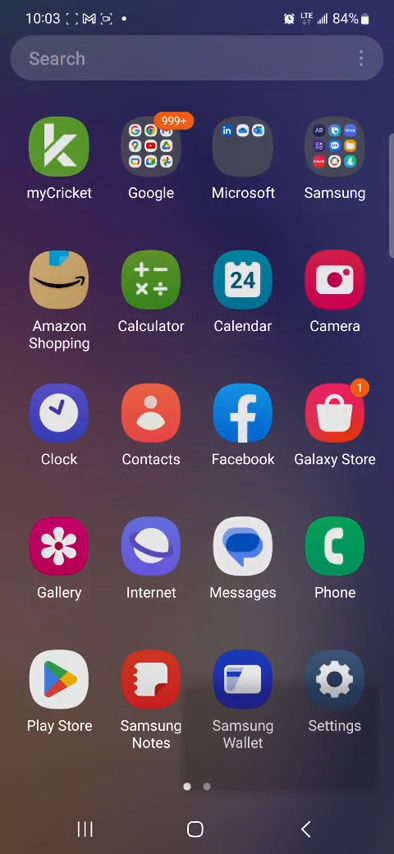 10:03 LTE 84%
Search
999+
myCricket Google Microsoft Samsung
24
Amazon Shopping Calculator Calendar Camera
1
Clock Contacts Facebook Galaxy Store
Gallery Internet Messages Phone
Play Store Samsung Notes Samsung Wallet Settings